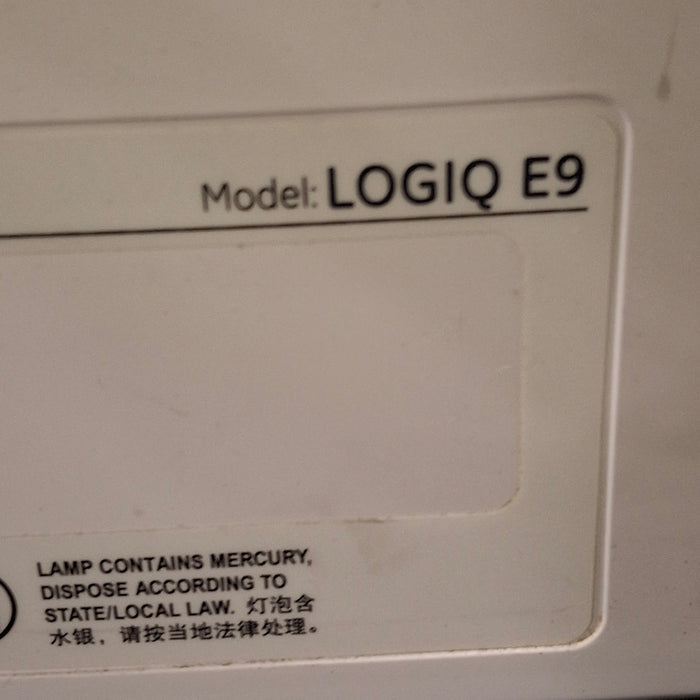 Model: LOGIQ E9
LAMP CONTAINS MERCURY,
DISPOSE ACCORDING TO
STATE/LOCAL LAW. 灯泡含
水银，请按当地法律处理。